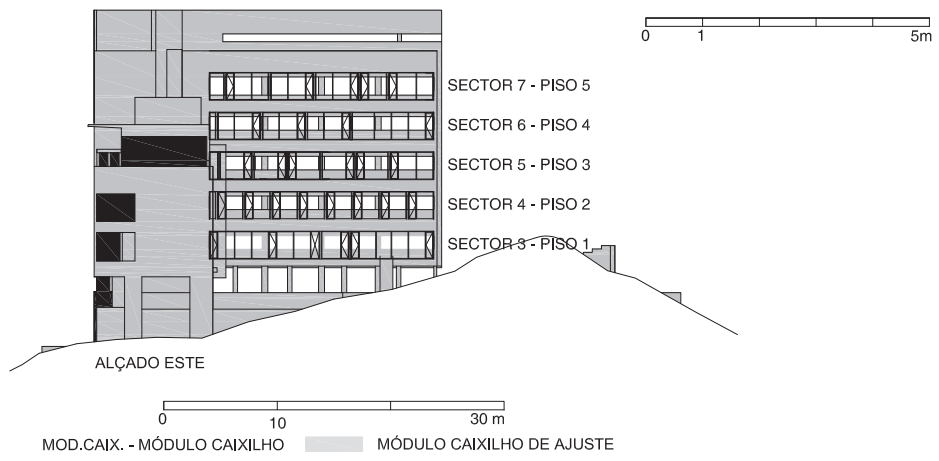 0 1 5m
SECTOR 7 - PISO 5
SECTOR 6 - PISO 4
SECTOR 5 - PISO 3
SECTOR 4 - PISO 2
SECTOR 3 - PISO 1
ALÇADO ESTE
0 10 30 m
MOD.CAIX. - MÓDULO CAIXILHO MÓDULO CAIXILHO DE AJUSTE